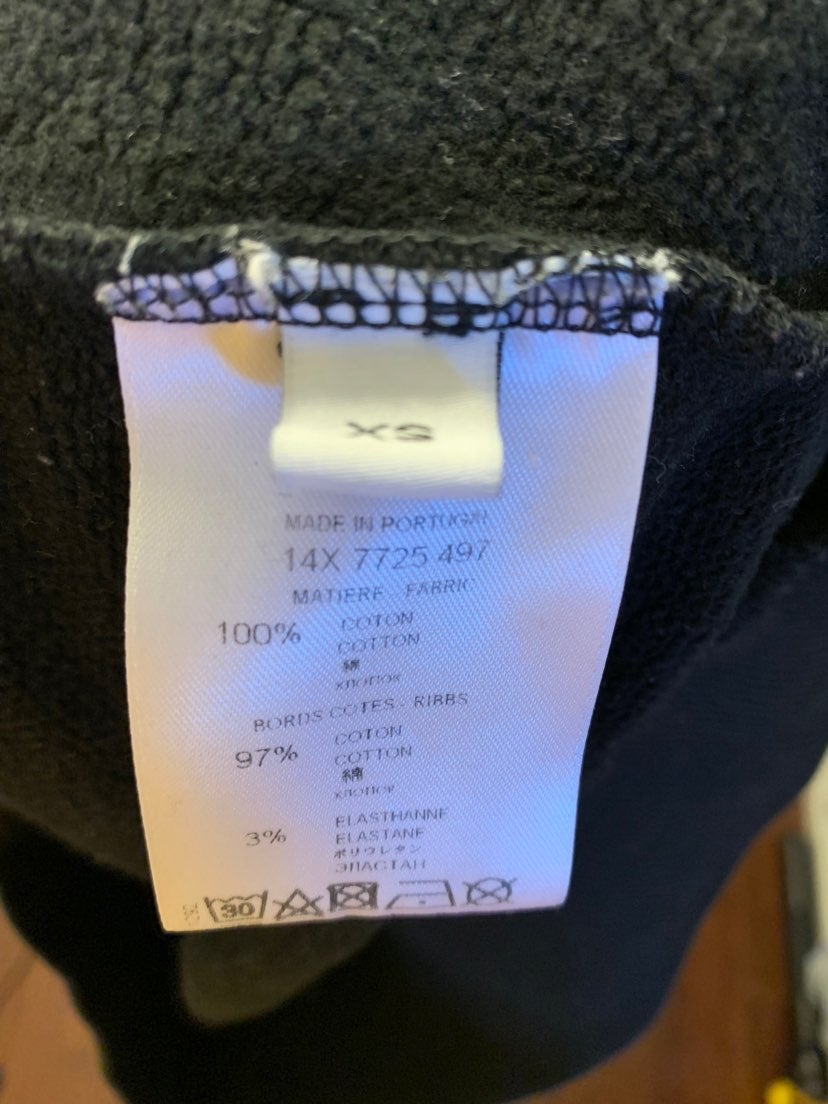 XS
MADE IN PORTUGAL
14X 7725 497
MATIERE - FABRIC
100% COTON
COTTON
綿
хлопок
BORDS COTES - RIBBS
97% COTON
COTTON
綿
хлопок
3% ELASTHANNE
ELASTANE
ポリウレタン
ЭЛАСТАН
30